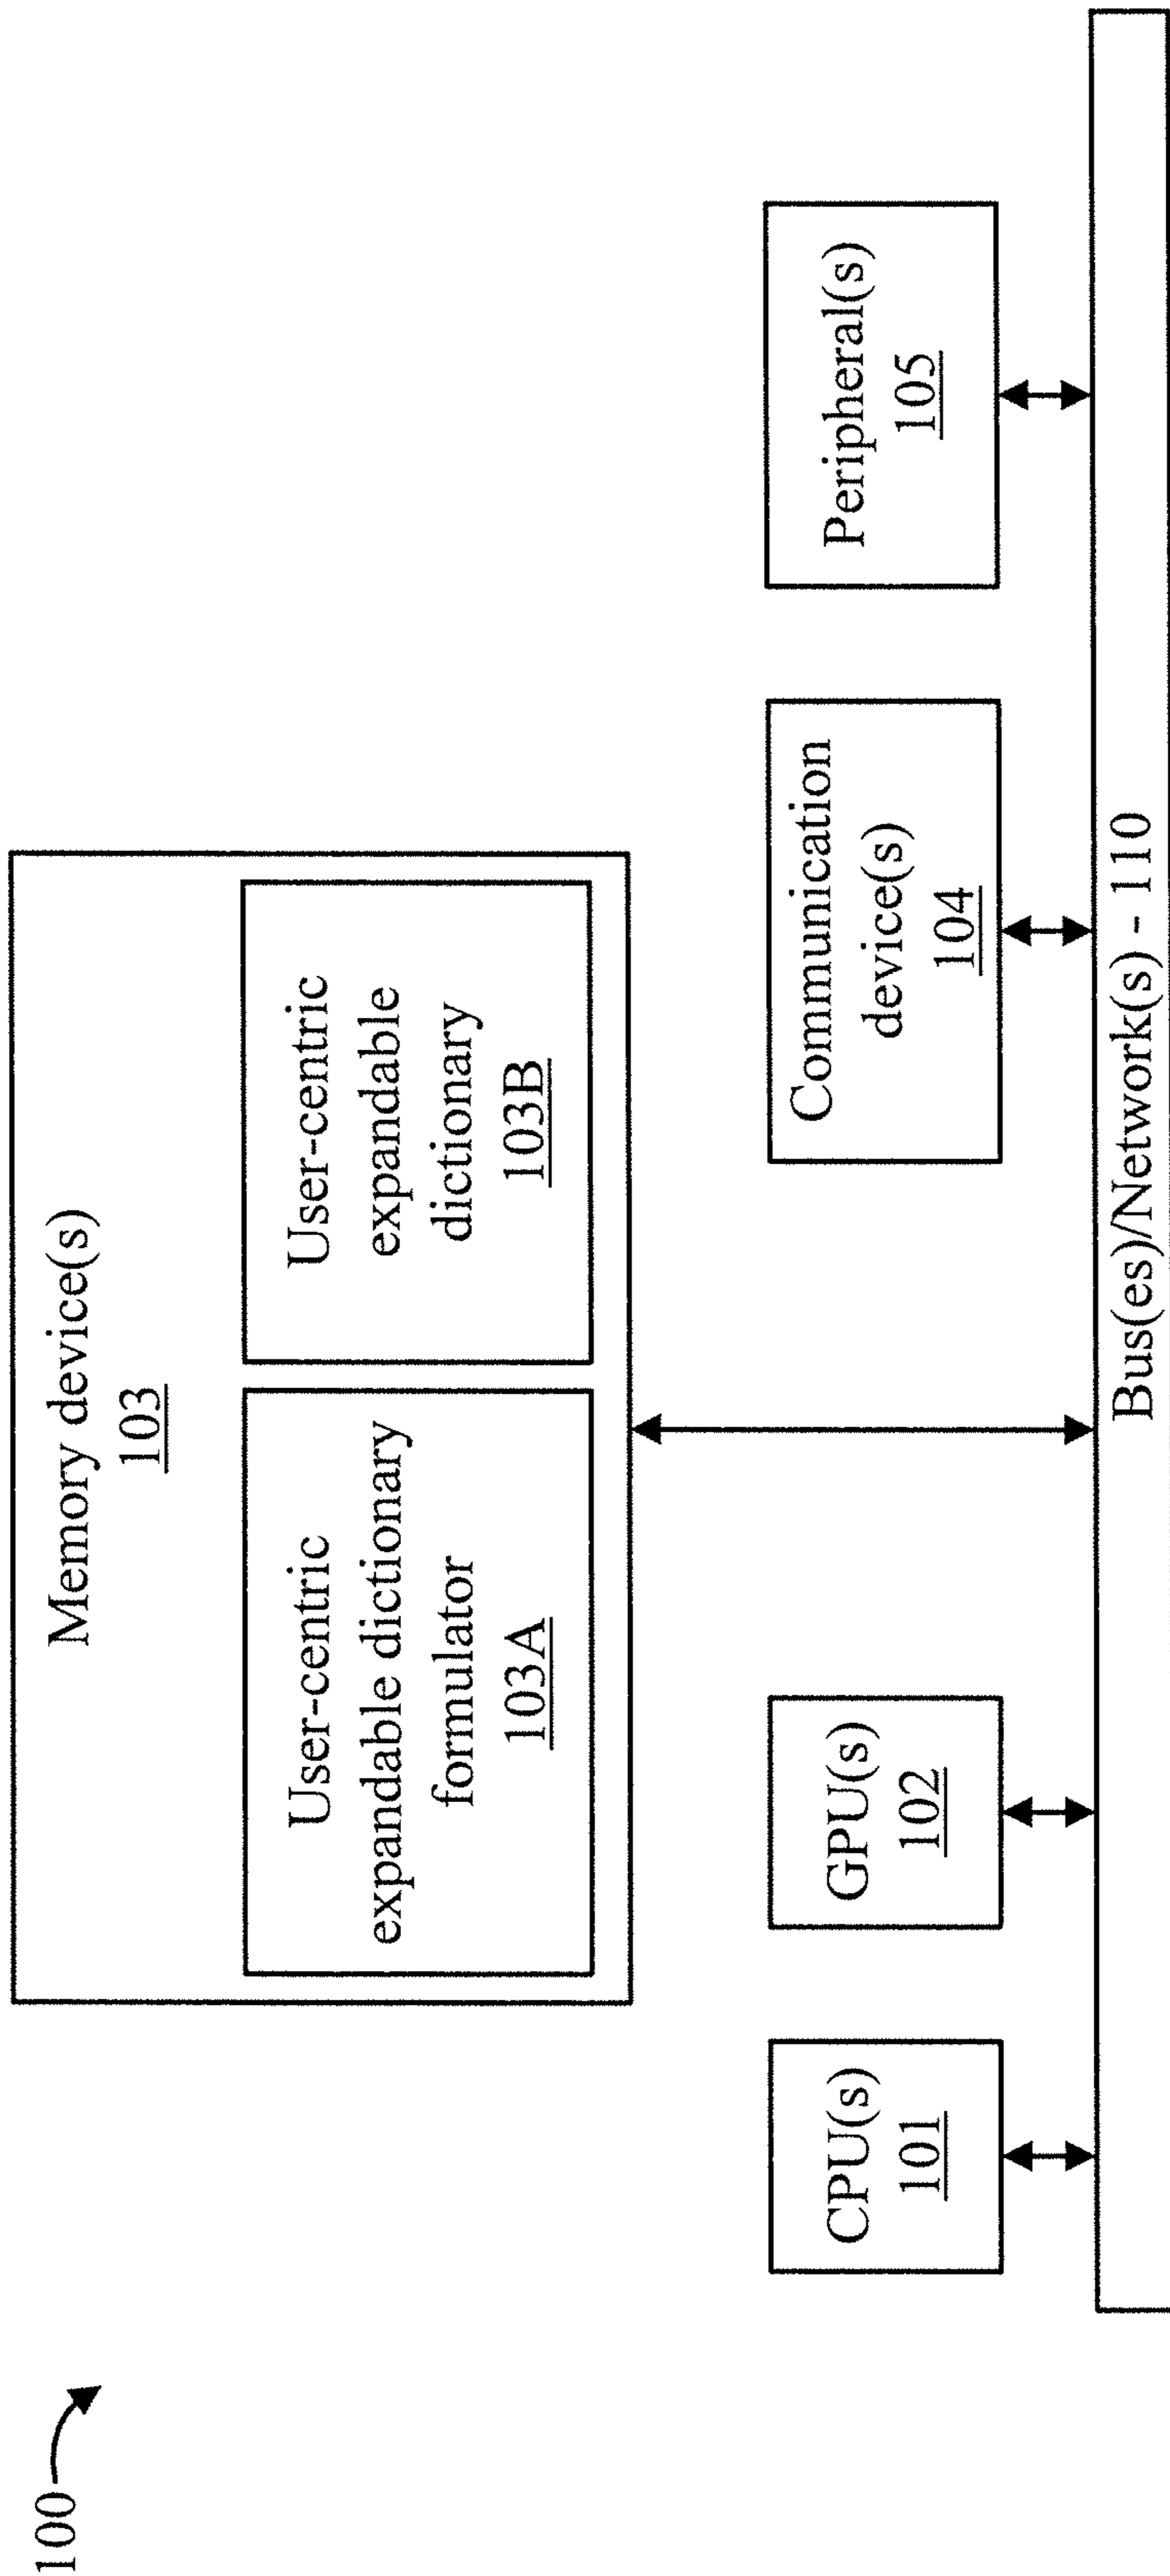 100
Memory device(s)
103
User-centric
expandable dictionary
formulator
103A
User-centric
expandable
dictionary
103B
CPU(s)
101
GPU(s)
102
Communication
device(s)
104
Peripheral(s)
105
Bus(es)/Network(s) - 110